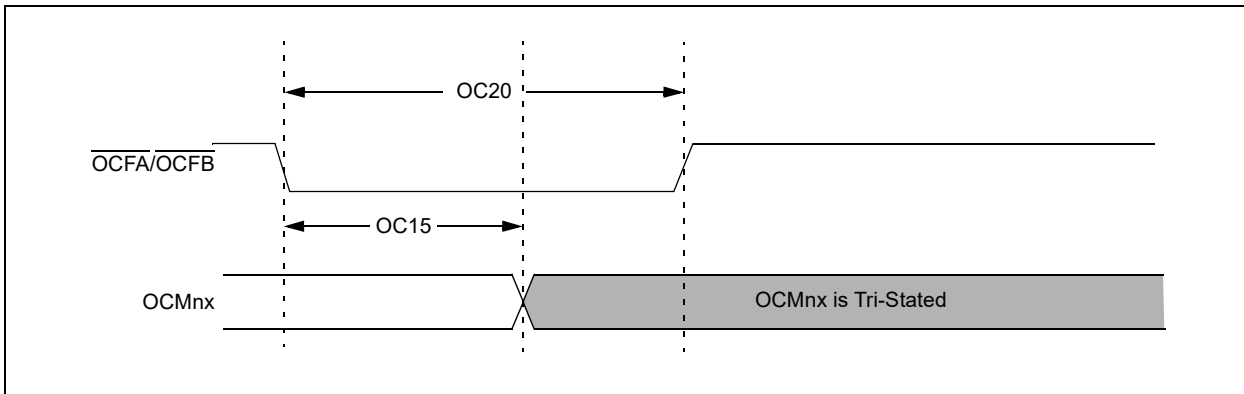 OC20
OCFA/OCFB
OC15
OCMnx
OCMnx is Tri-Stated